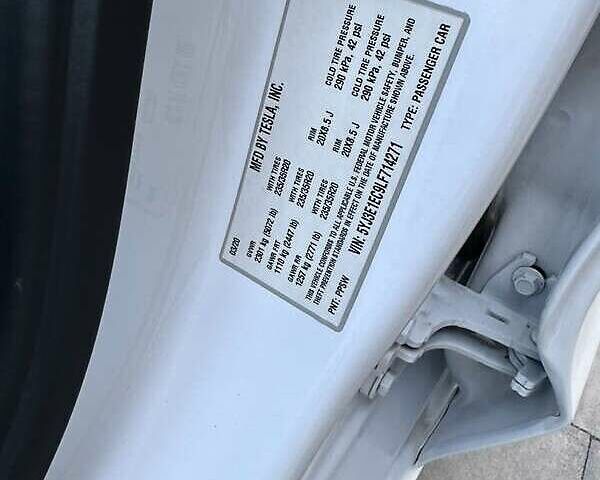 MFD BY TESLA, INC.
03/20
GVWR
2301 kg (5072 lb)
GAWR FRT
1110 kg (2447 lb)
GAWR RR
1257 kg (2771 lb)
WITH TIRES
235/35R20
WITH TIRES
235/35R20
WITH TIRES
235/35R20
RIM
20X8.5 J
RIM
20X8.5 J
COLD TIRE PRESSURE
290 kPa, 42 psi
COLD TIRE PRESSURE
290 kPa, 42 psi
THIS VEHICLE CONFORMS TO ALL APPLICABLE U.S. FEDERAL MOTOR VEHICLE SAFETY, BUMPER, AND
THEFT PREVENTION STANDARDS IN EFFECT ON THE DATE OF MANUFACTURE SHOWN ABOVE.
VIN: 5YJ3E1EC9LF714271 TYPE: PASSENGER CAR
PNT: PPSW